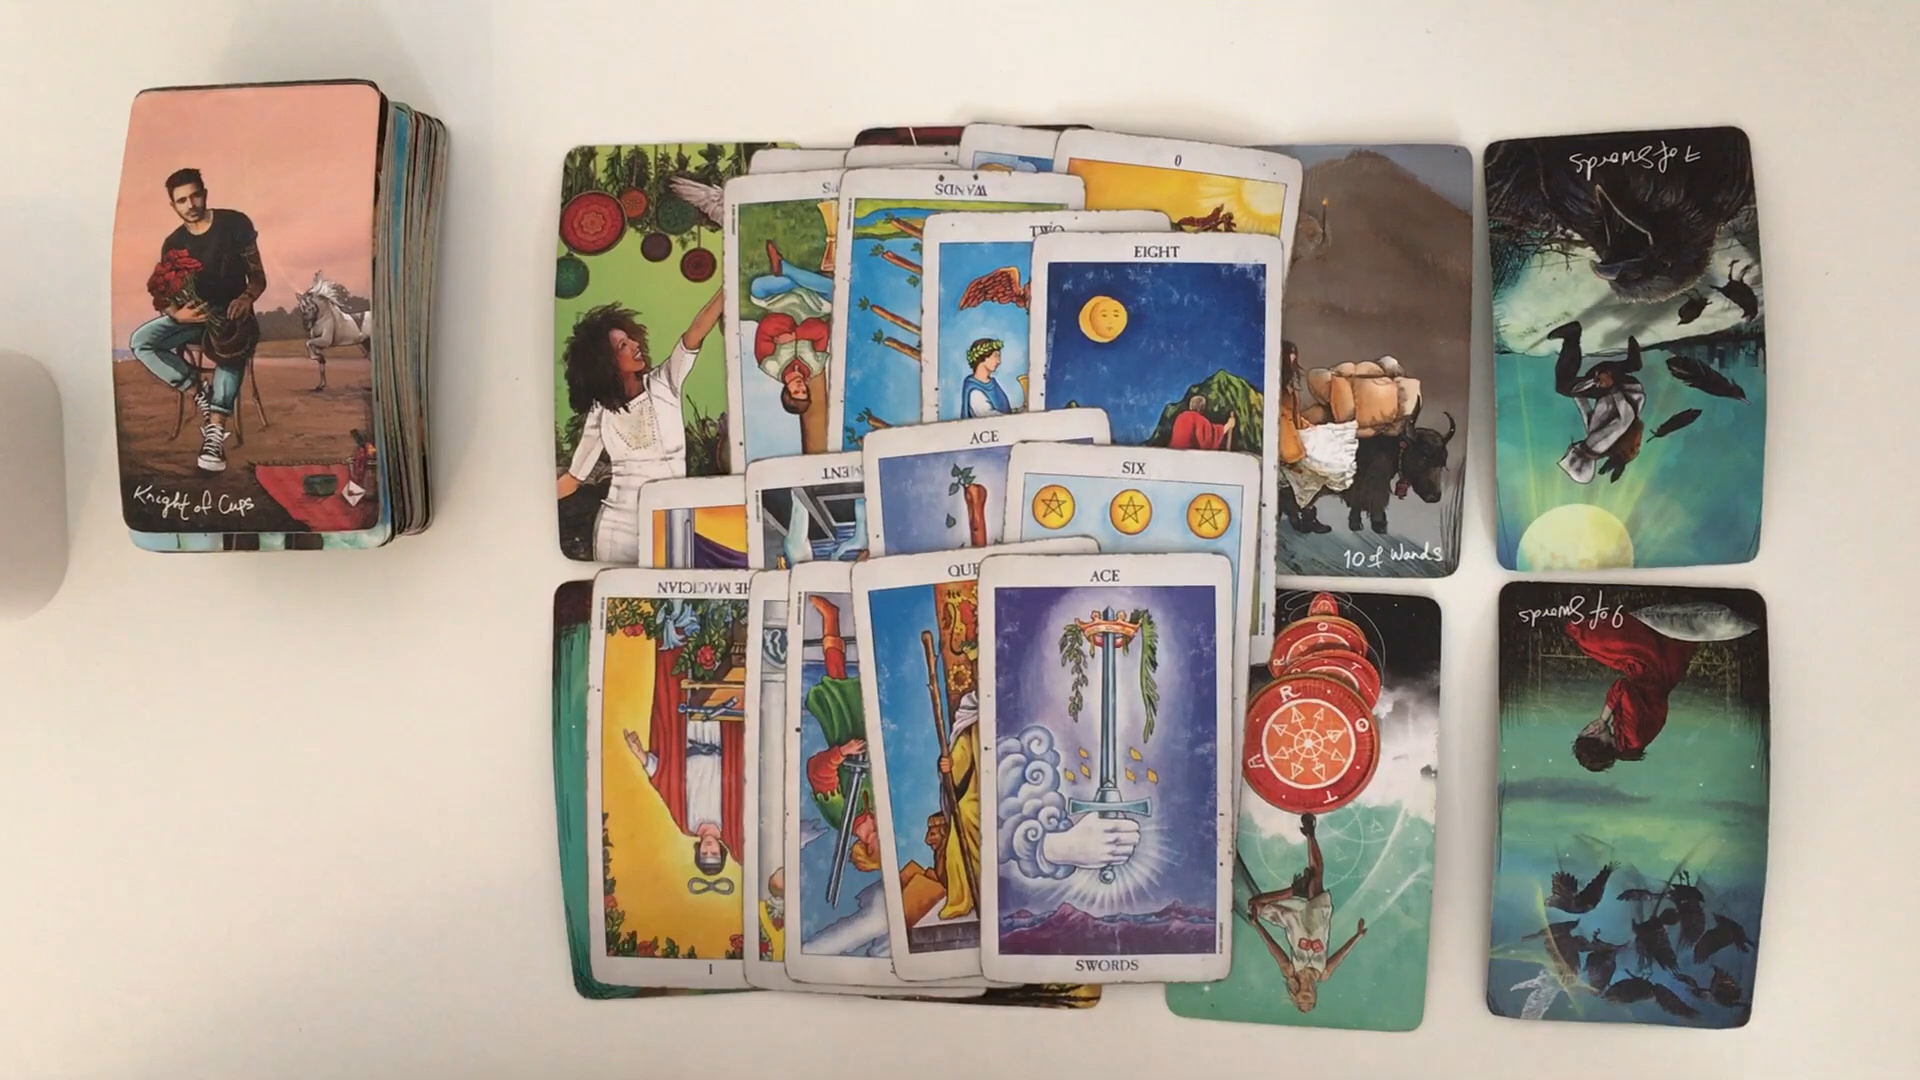 Knight of Cups
0
WANDS
TWO
EIGHT
7 of Swords
ACE
SIX
10 of Wands
THE MAGICIAN
I
QUE
ACE
SWORDS
T A R O T
9 of Swords